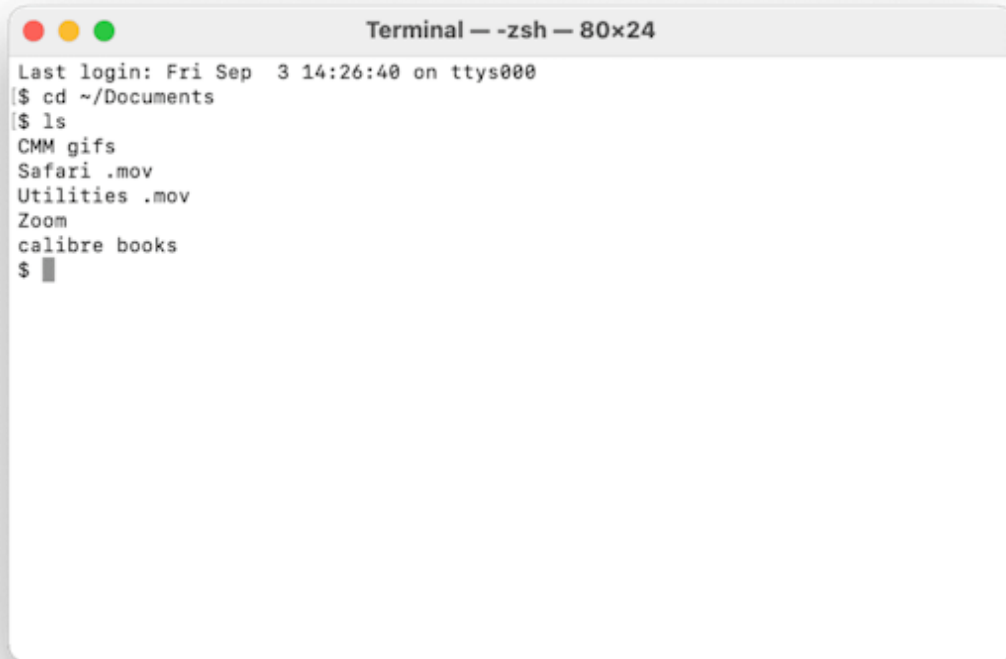 Terminal — -zsh — 80×24
Last login: Fri Sep  3 14:26:40 on ttys000
[$ cd ~/Documents
[$ ls
CMM gifs
Safari .mov
Utilities .mov
Zoom
calibre books
$